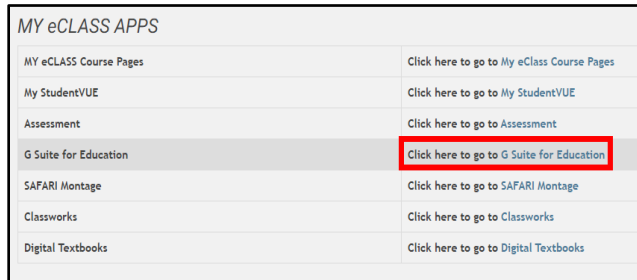 MY eCLASS APPS
MY eCLASS Course Pages Click here to go to My eClass Course Pages
My StudentVUE Click here to go to My StudentVUE
Assessment Click here to go to Assessment
G Suite for Education Click here to go to G Suite for Education
SAFARI Montage Click here to go to SAFARI Montage
Classworks Click here to go to Classworks
Digital Textbooks Click here to go to Digital Textbooks